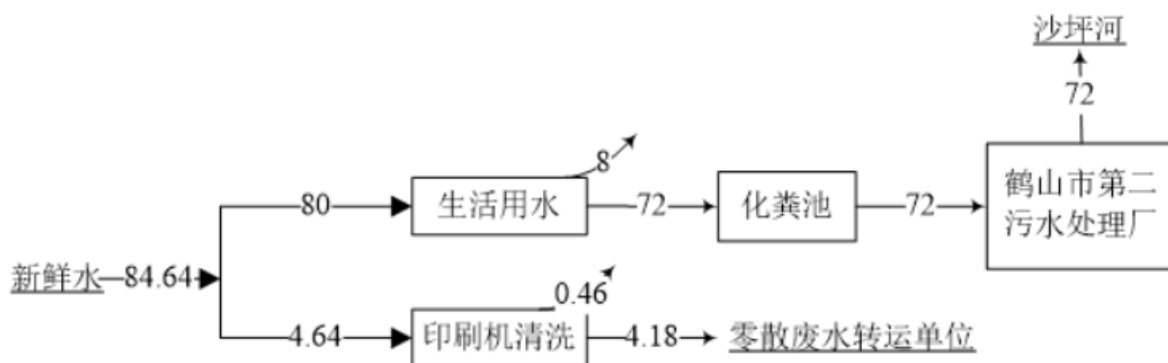 沙坪河
72
8
80
生活用水
72
化粪池
72
鹤山市第二
污水处理厂
新鲜水
84.64
0.46
4.64
印刷机清洗
4.18
零散废水转运单位